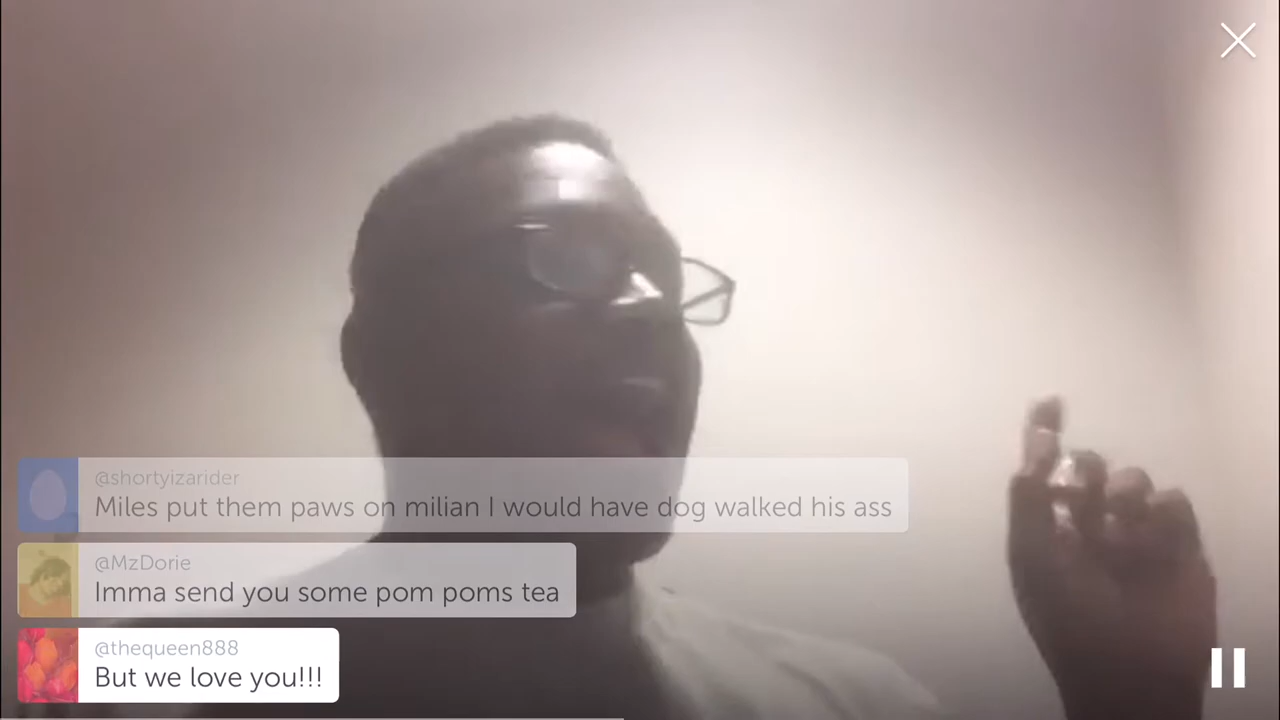 @shortyizarider
Miles put them paws on milian I would have dog walked his ass
@MzDorie
Imma send you some pom poms tea
@thequeen888
But we love you!!!